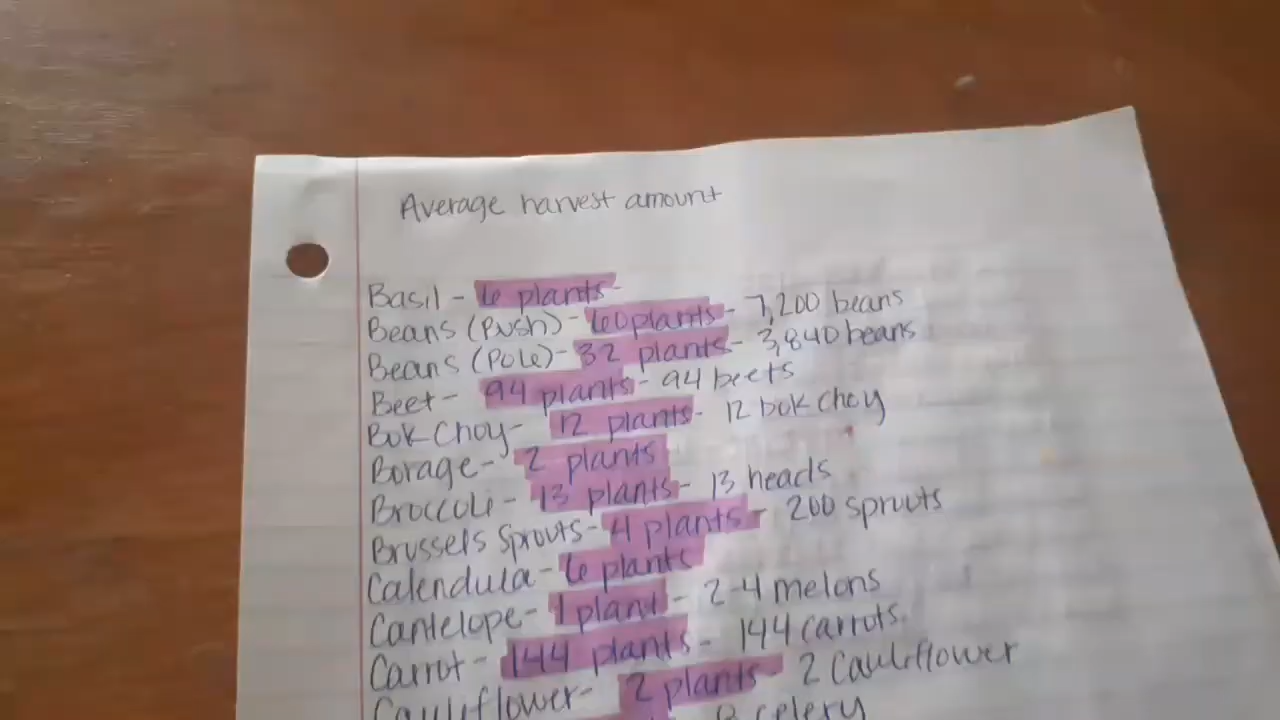 Average harvest amount
Basil - 6 plants-
Beans (Bush) - 60 plants - 7,200 beans
Beans (Pole) - 32 plants - 3,840 beans
Beet - 94 plants - 94 beets
Bok Choy - 12 plants - 12 bok choy
Borage - 2 plants
Broccoli - 13 plants - 13 heads
Brussels Sprouts - 4 plants - 200 sprouts
Calendula - 6 plants
Cantelope - 1 plant - 2-4 melons
Carrot - 144 plants - 144 carrots
Cauliflower - 2 plants - 2 Cauliflower
celery